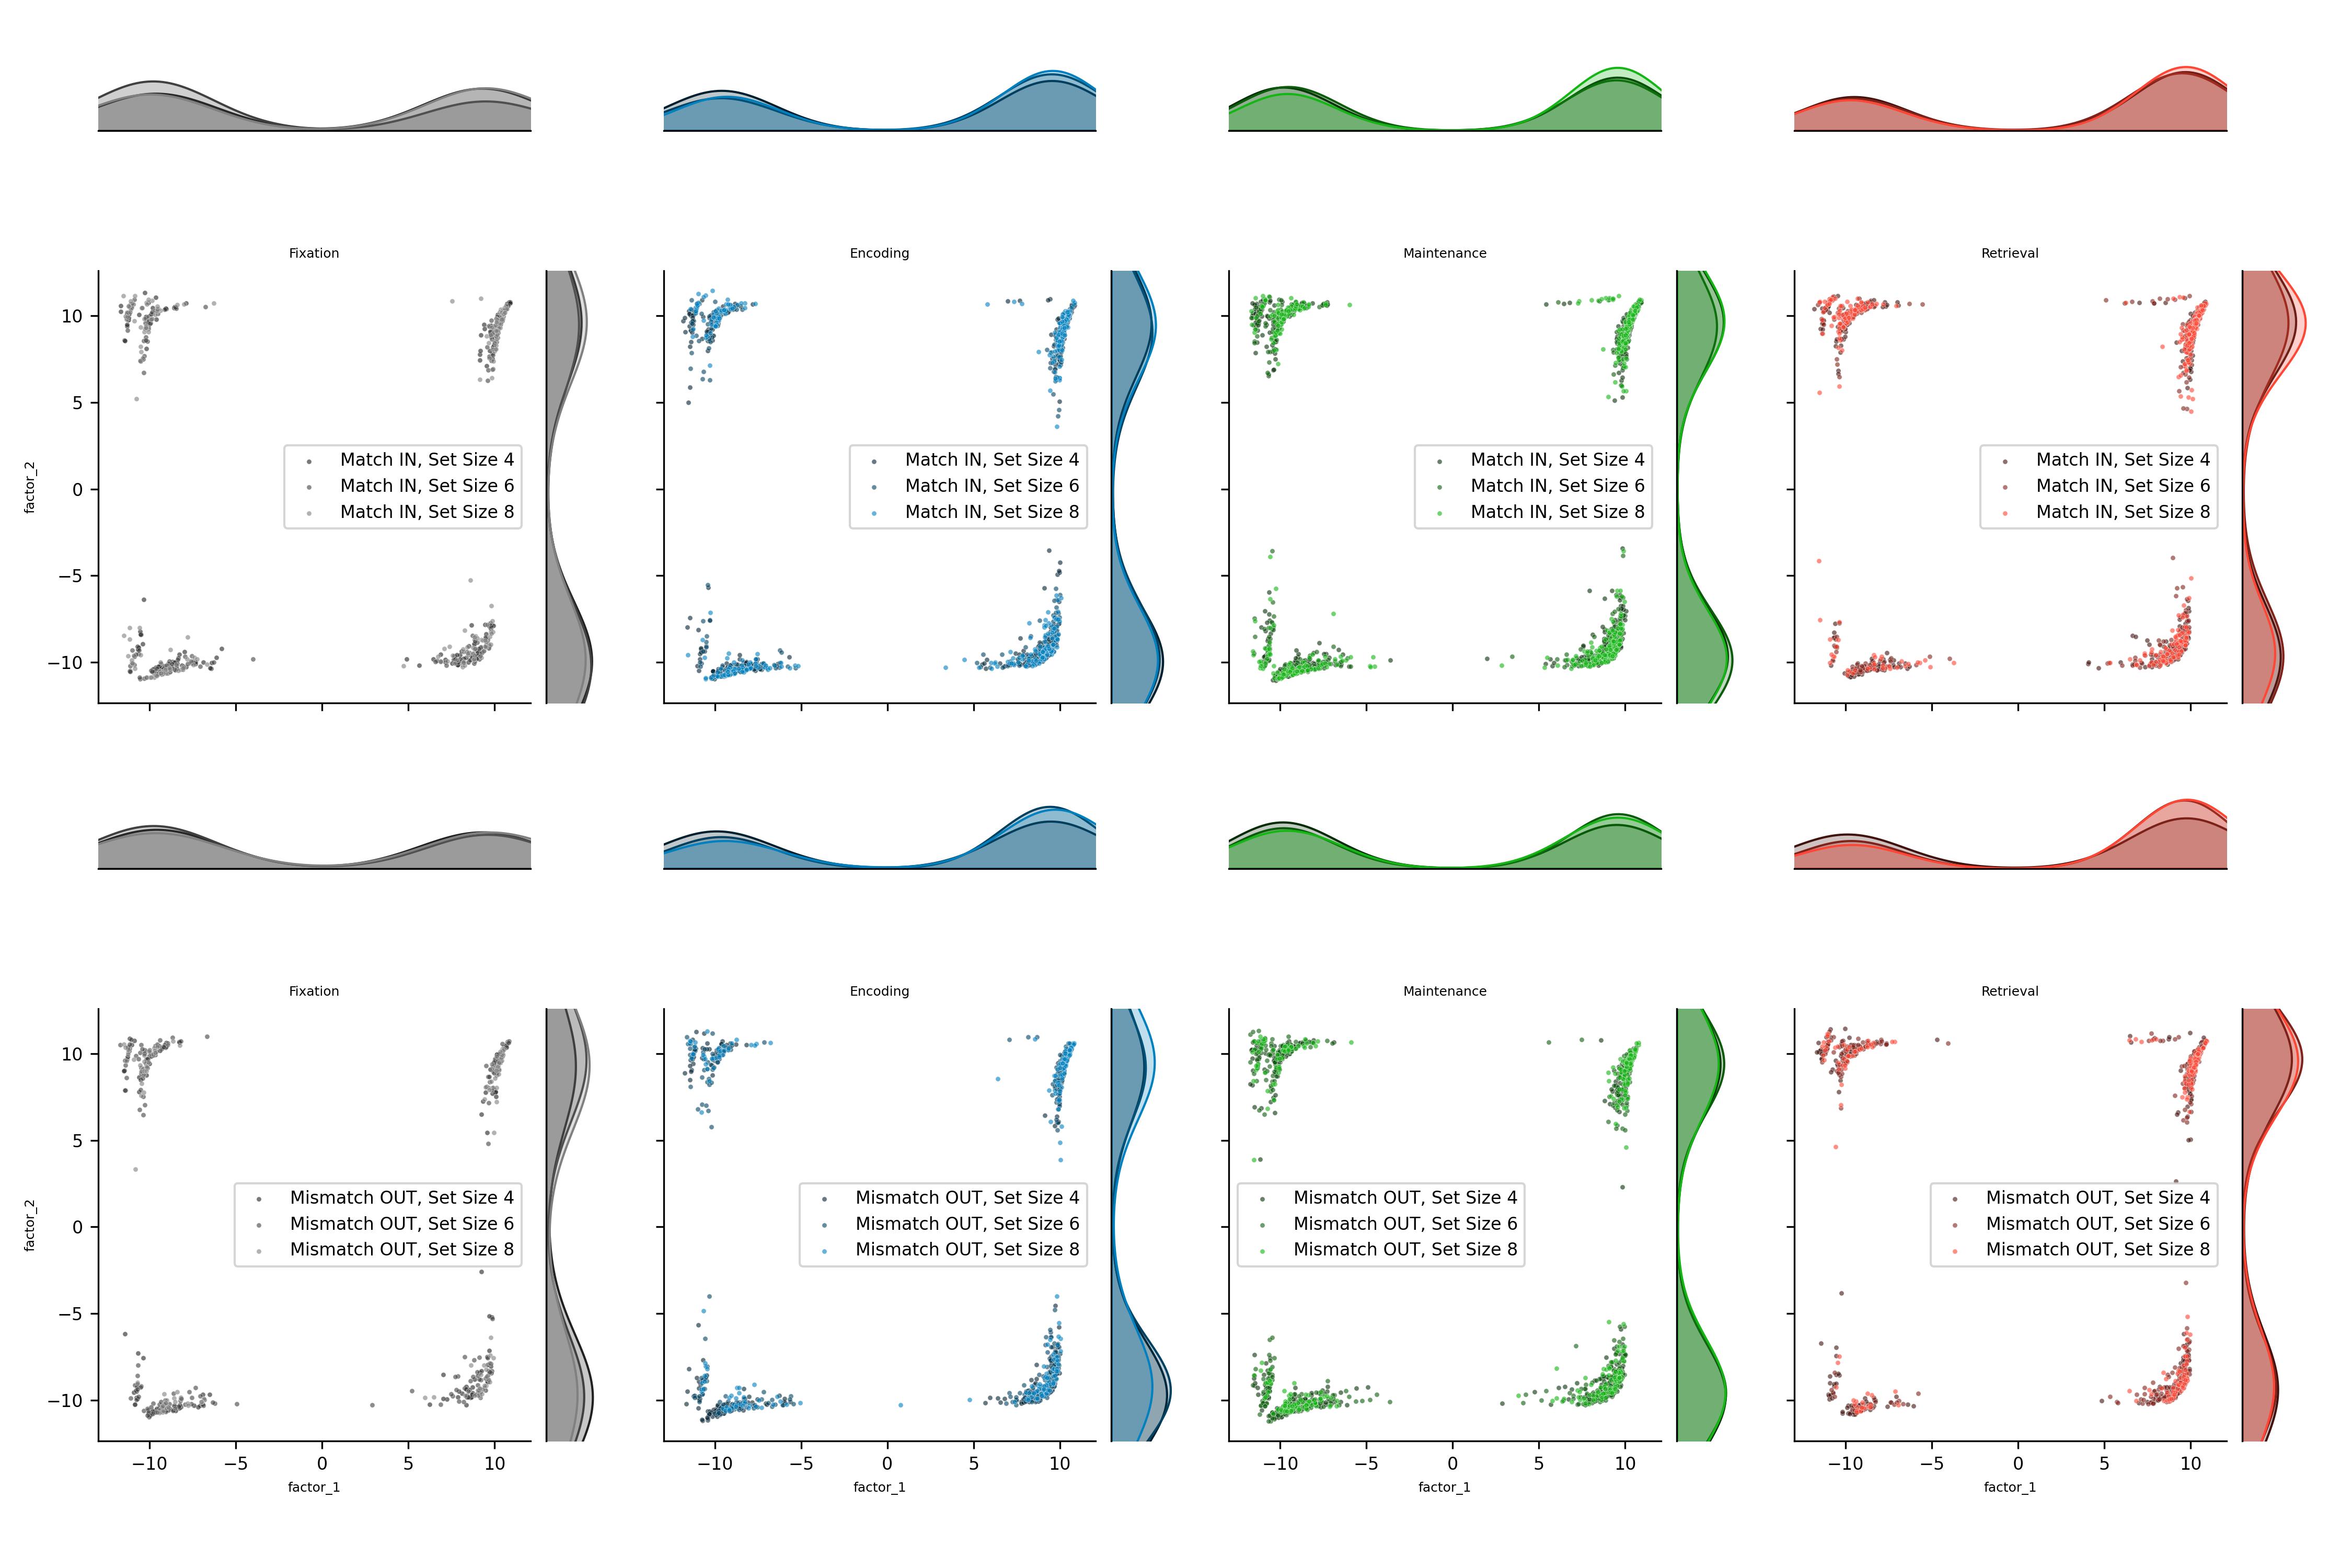 Fixation
Encoding
Maintenance
Retrieval
factor_2
10
5
0
−5
−10
Match IN, Set Size 4
Match IN, Set Size 6
Match IN, Set Size 8
Match IN, Set Size 4
Match IN, Set Size 6
Match IN, Set Size 8
Match IN, Set Size 4
Match IN, Set Size 6
Match IN, Set Size 8
Match IN, Set Size 4
Match IN, Set Size 6
Match IN, Set Size 8
Fixation
Encoding
Maintenance
Retrieval
factor_2
10
5
0
−5
−10
Mismatch OUT, Set Size 4
Mismatch OUT, Set Size 6
Mismatch OUT, Set Size 8
Mismatch OUT, Set Size 4
Mismatch OUT, Set Size 6
Mismatch OUT, Set Size 8
Mismatch OUT, Set Size 4
Mismatch OUT, Set Size 6
Mismatch OUT, Set Size 8
Mismatch OUT, Set Size 4
Mismatch OUT, Set Size 6
Mismatch OUT, Set Size 8
−10 −5 0 5 10
factor_1
−10 −5 0 5 10
factor_1
−10 −5 0 5 10
factor_1
−10 −5 0 5 10
factor_1